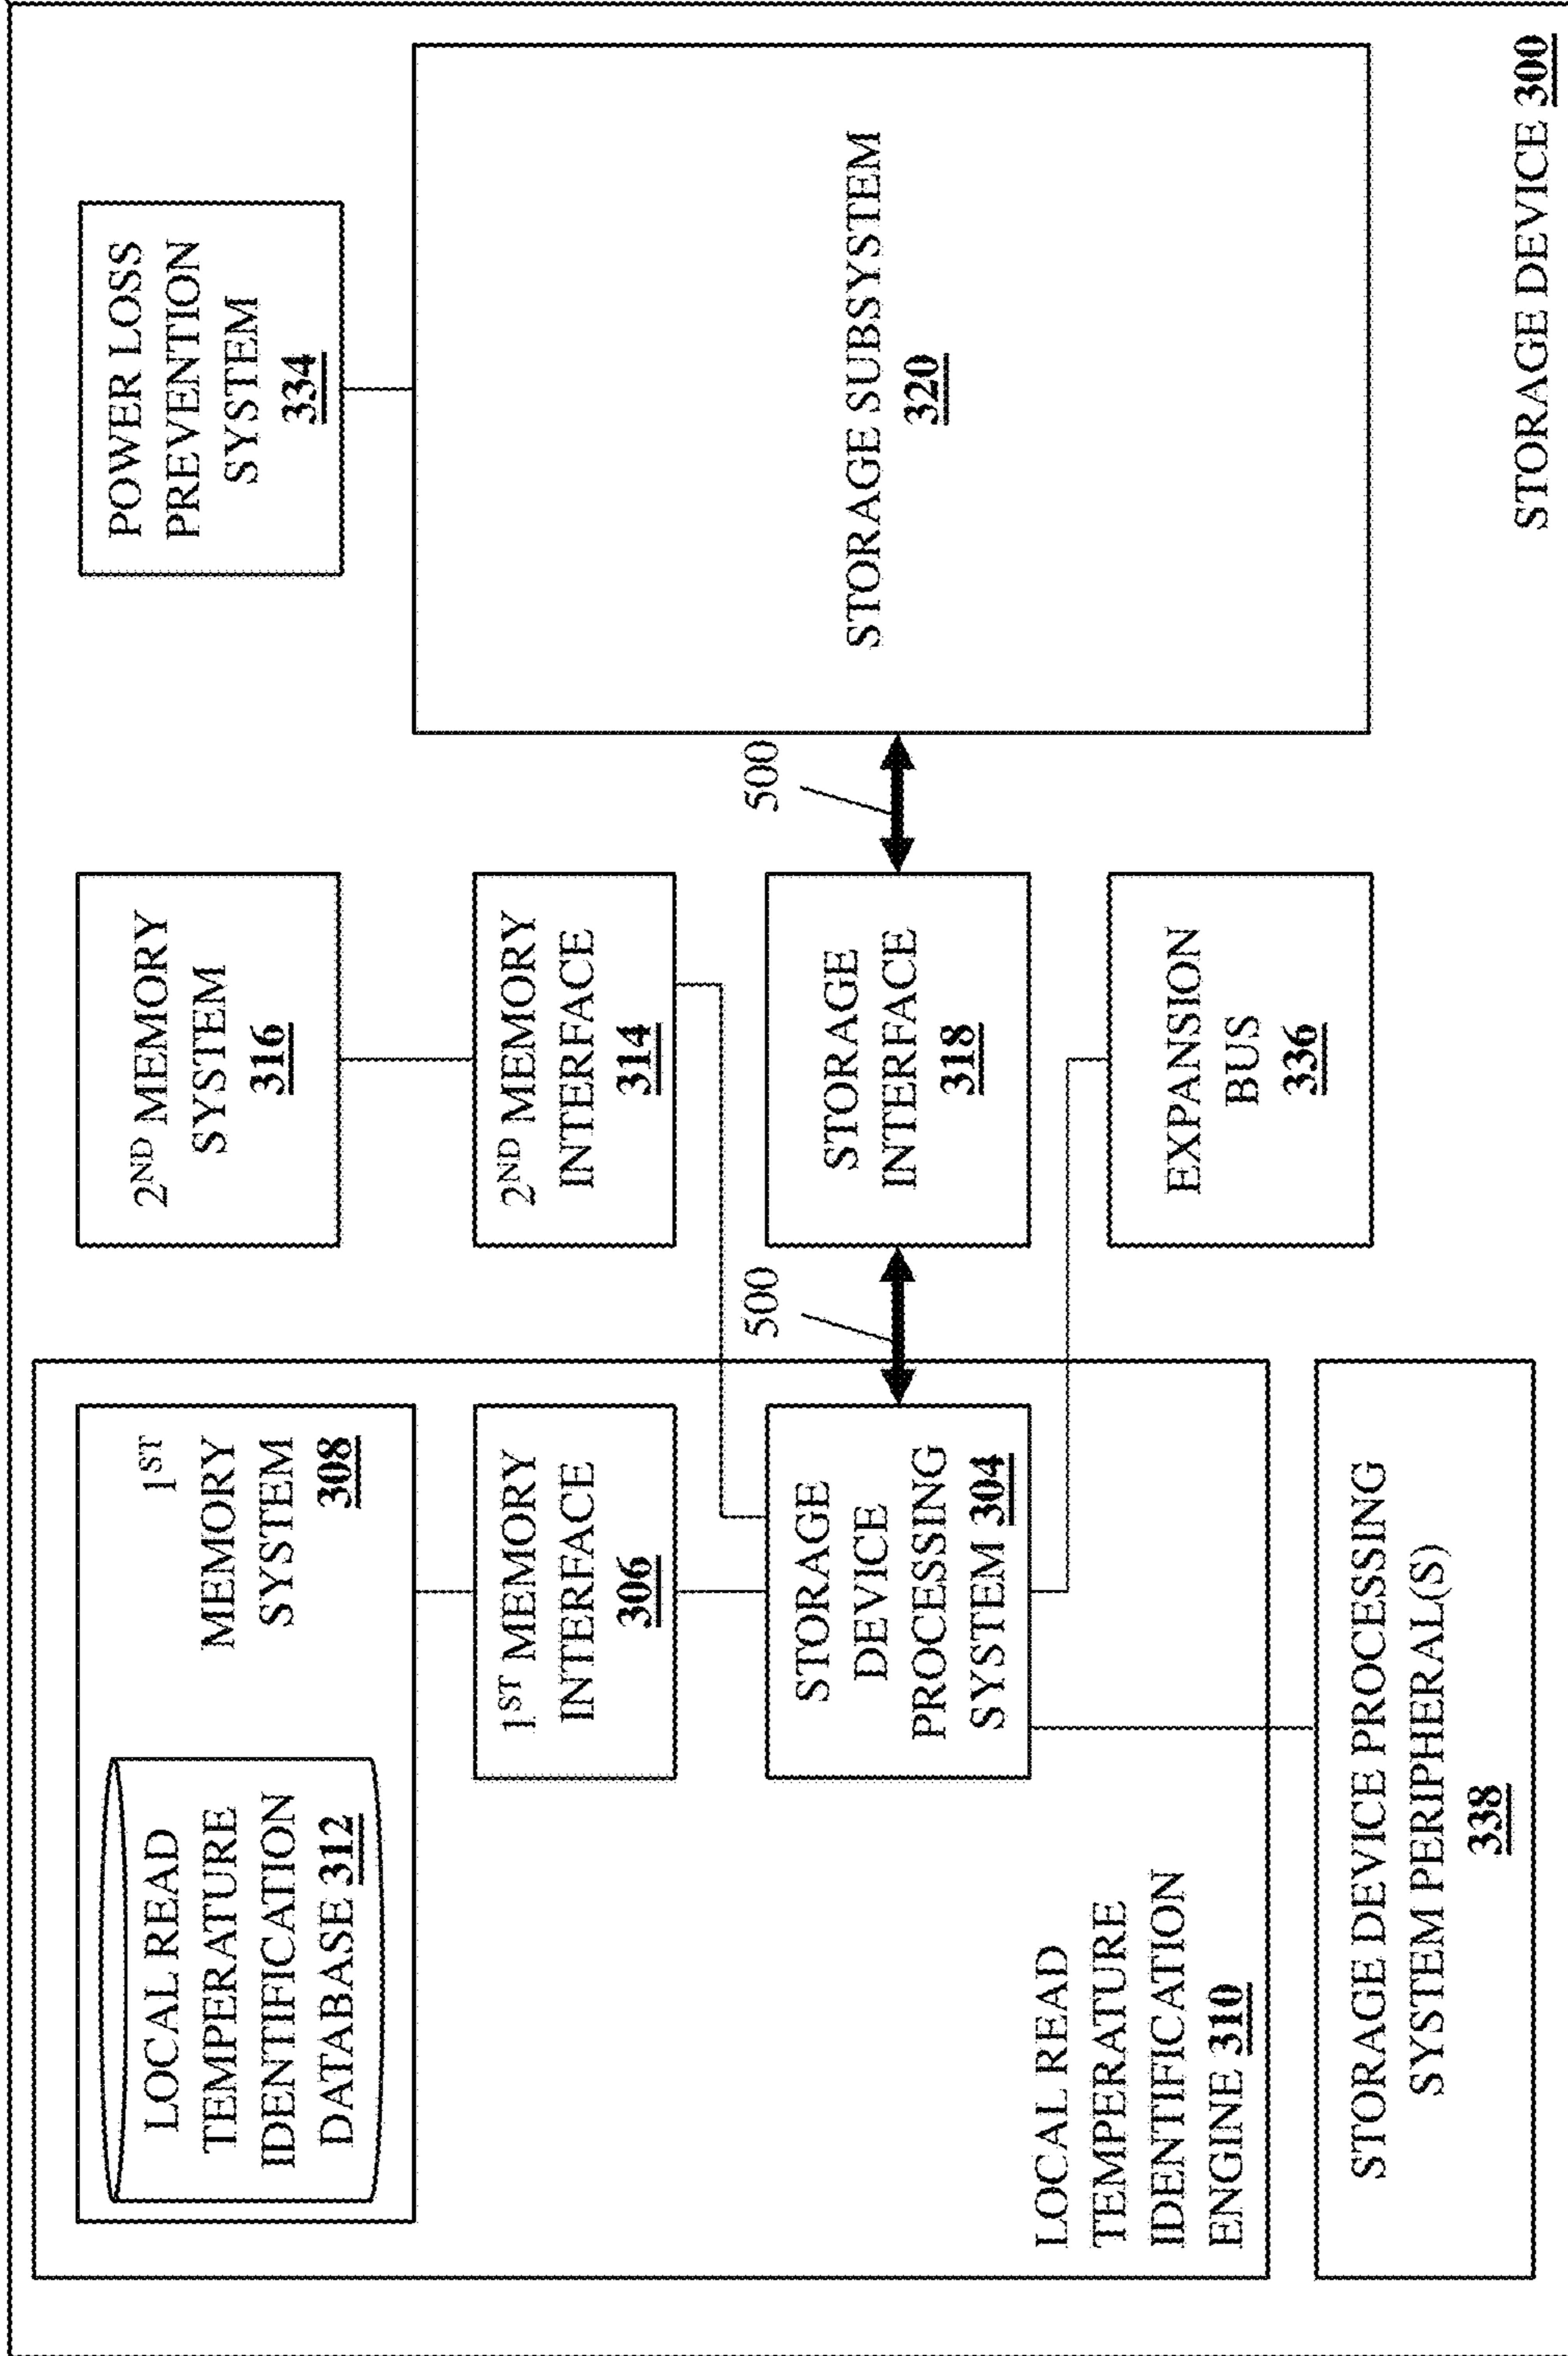 LOCAL READ
TEMPERATURE
IDENTIFICATION
DATABASE 312
1ST
MEMORY
SYSTEM
308
2ND MEMORY
SYSTEM
316
POWER LOSS
PREVENTION
SYSTEM
334
1ST MEMORY
INTERFACE
306
2ND MEMORY
INTERFACE
314
STORAGE
DEVICE
PROCESSING
SYSTEM 304
500
STORAGE
INTERFACE
318
500
STORAGE SUBSYSTEM
320
LOCAL READ
TEMPERATURE
IDENTIFICATION
ENGINE 310
EXPANSION
BUS
336
STORAGE DEVICE PROCESSING
SYSTEM PERIPHERAL(S)
338
STORAGE DEVICE 300